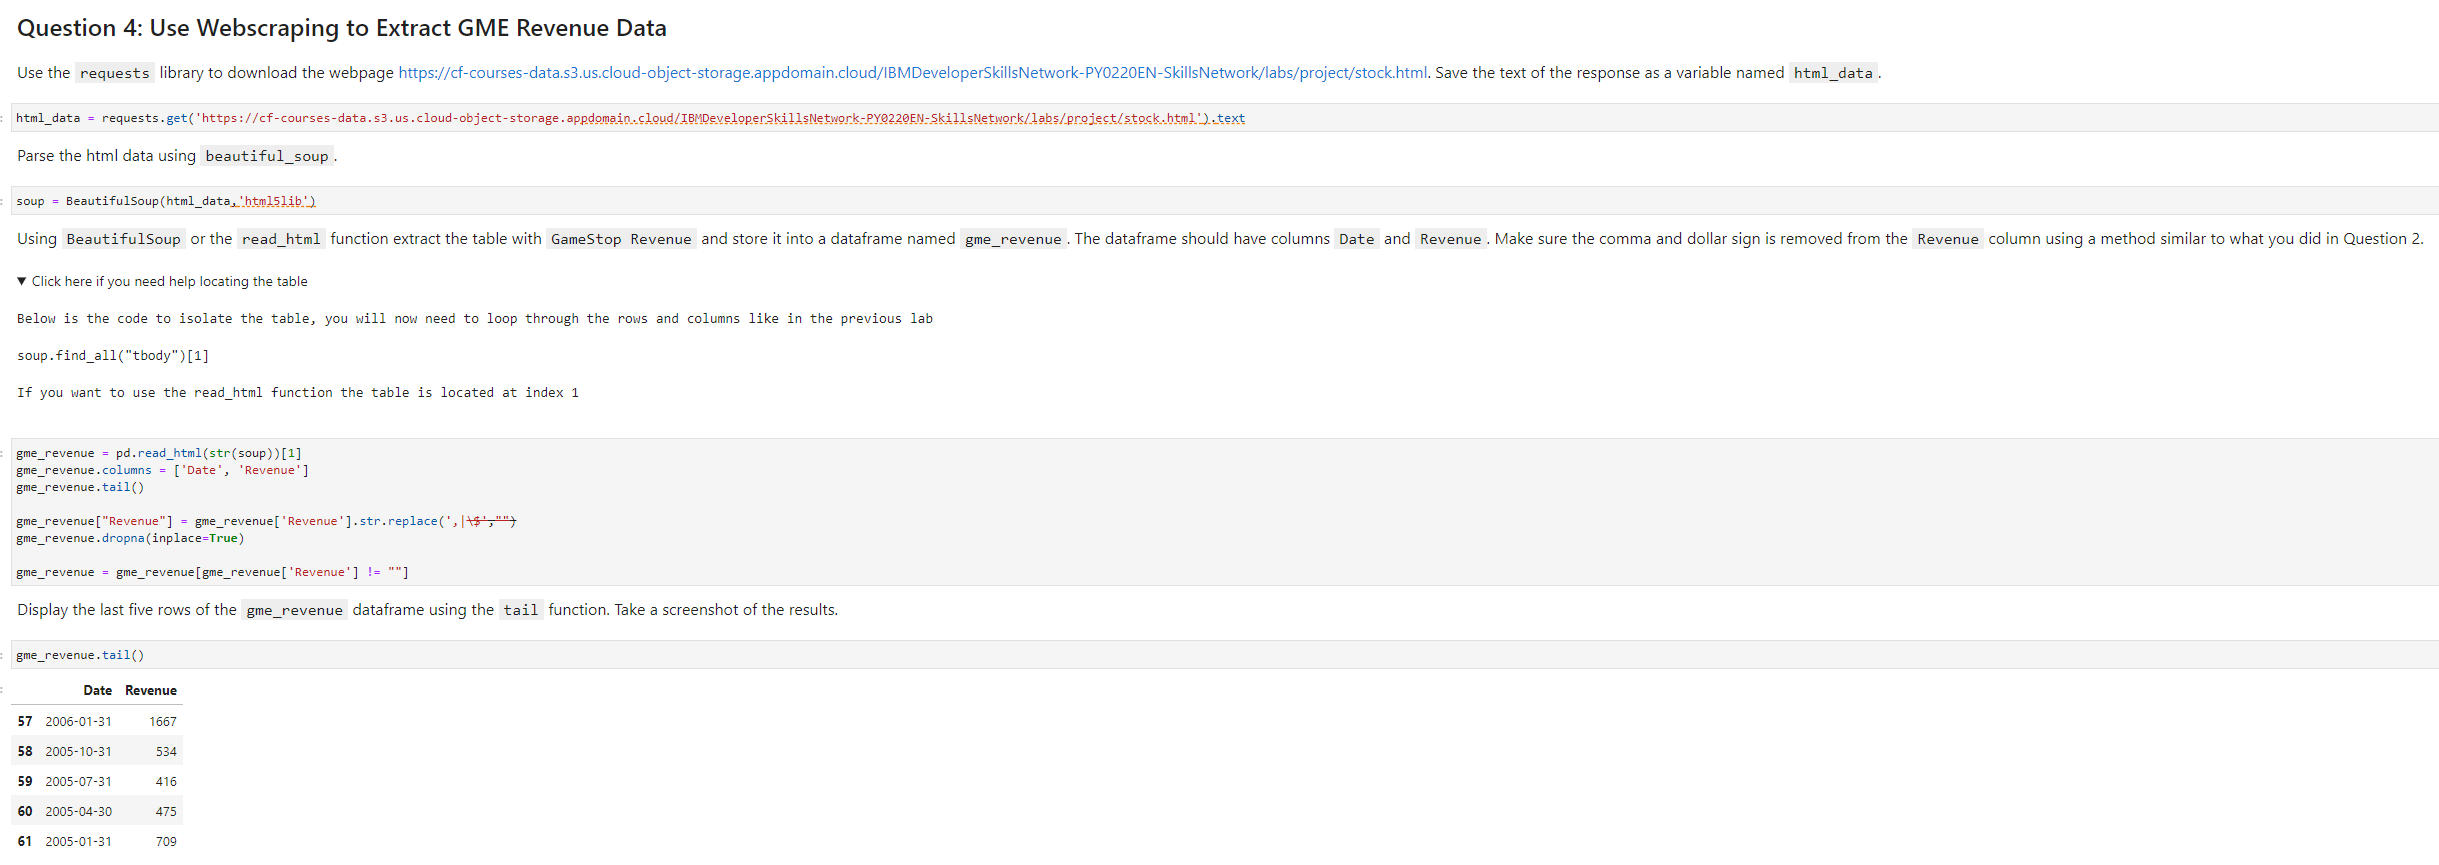 Question 4: Use Webscraping to Extract GME Revenue Data
Use the requests library to download the webpage https://cf-courses-data.s3.us.cloud-object-storage.appdomain.cloud/IBMDeveloperSkillsNetwork-PY0220EN-SkillsNetwork/labs/project/stock.html. Save the text of the response as a variable named html_data.
html_data = requests.get('https://cf-courses-data.s3.us.cloud-object-storage.appdomain.cloud/IBMDeveloperSkillsNetwork-PY0220EN-SkillsNetwork/labs/project/stock.html').text
Parse the html data using beautiful_soup.
soup = BeautifulSoup(html_data,'html5lib')
Using BeautifulSoup or the read_html function extract the table with GameStop Revenue and store it into a dataframe named gme_revenue. The dataframe should have columns Date and Revenue. Make sure the comma and dollar sign is removed from the Revenue column using a method similar to what you did in Question 2.
▼ Click here if you need help locating the table
Below is the code to isolate the table, you will now need to loop through the rows and columns like in the previous lab
soup.find_all("tbody")[1]
If you want to use the read_html function the table is located at index 1
gme_revenue = pd.read_html(str(soup))[1]
gme_revenue.columns = ['Date', 'Revenue']
gme_revenue.tail()
gme_revenue["Revenue"] = gme_revenue['Revenue'].str.replace(',|\$',"")
gme_revenue.dropna(inplace=True)
gme_revenue = gme_revenue[gme_revenue['Revenue'] != ""]
Display the last five rows of the gme_revenue dataframe using the tail function. Take a screenshot of the results.
gme_revenue.tail()
Date Revenue
57 2006-01-31 1667
58 2005-10-31 534
59 2005-07-31 416
60 2005-04-30 475
61 2005-01-31 709